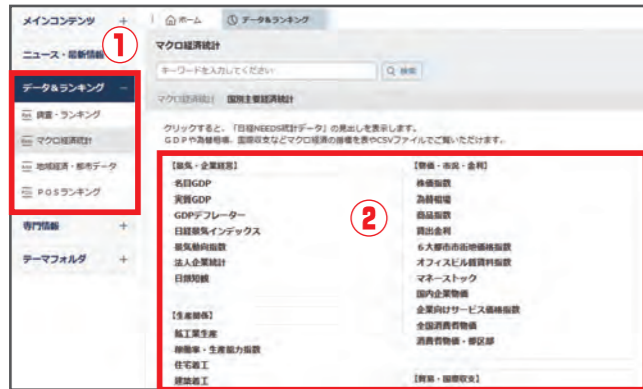 メインコンテンツ +
ニュース・最新情報
①
データ&ランキング −
調査・ランキング
マクロ経済統計
地域経済・都市データ
POSランキング
専門情報 +
テーマフォルダ +
ホーム
データ&ランキング
マクロ経済統計
キーワードを入力してください
検索
マクロ経済統計 国別主要経済統計
クリックすると、「日経NEEDS統計データ」の見出しを表示します。
GDPや為替相場、国際収支などマクロ経済の指標を表やCSVファイルでご覧いただけます。
②
【景気・企業経営】
名目GDP
実質GDP
GDPデフレーター
日経景気インデックス
景気動向指数
法人企業統計
日銀短観
【生産関係】
鉱工業生産
稼働率・生産能力指数
住宅着工
建築着工
【物価・市況・金利】
株価指数
為替相場
商品指数
貸出金利
6大都市市街地価格指数
オフィスビル賃貸料指数
マネーストック
国内企業物価
企業向けサービス価格指数
全国消費者物価
消費者物価・都区部
【貿易・国際収支】